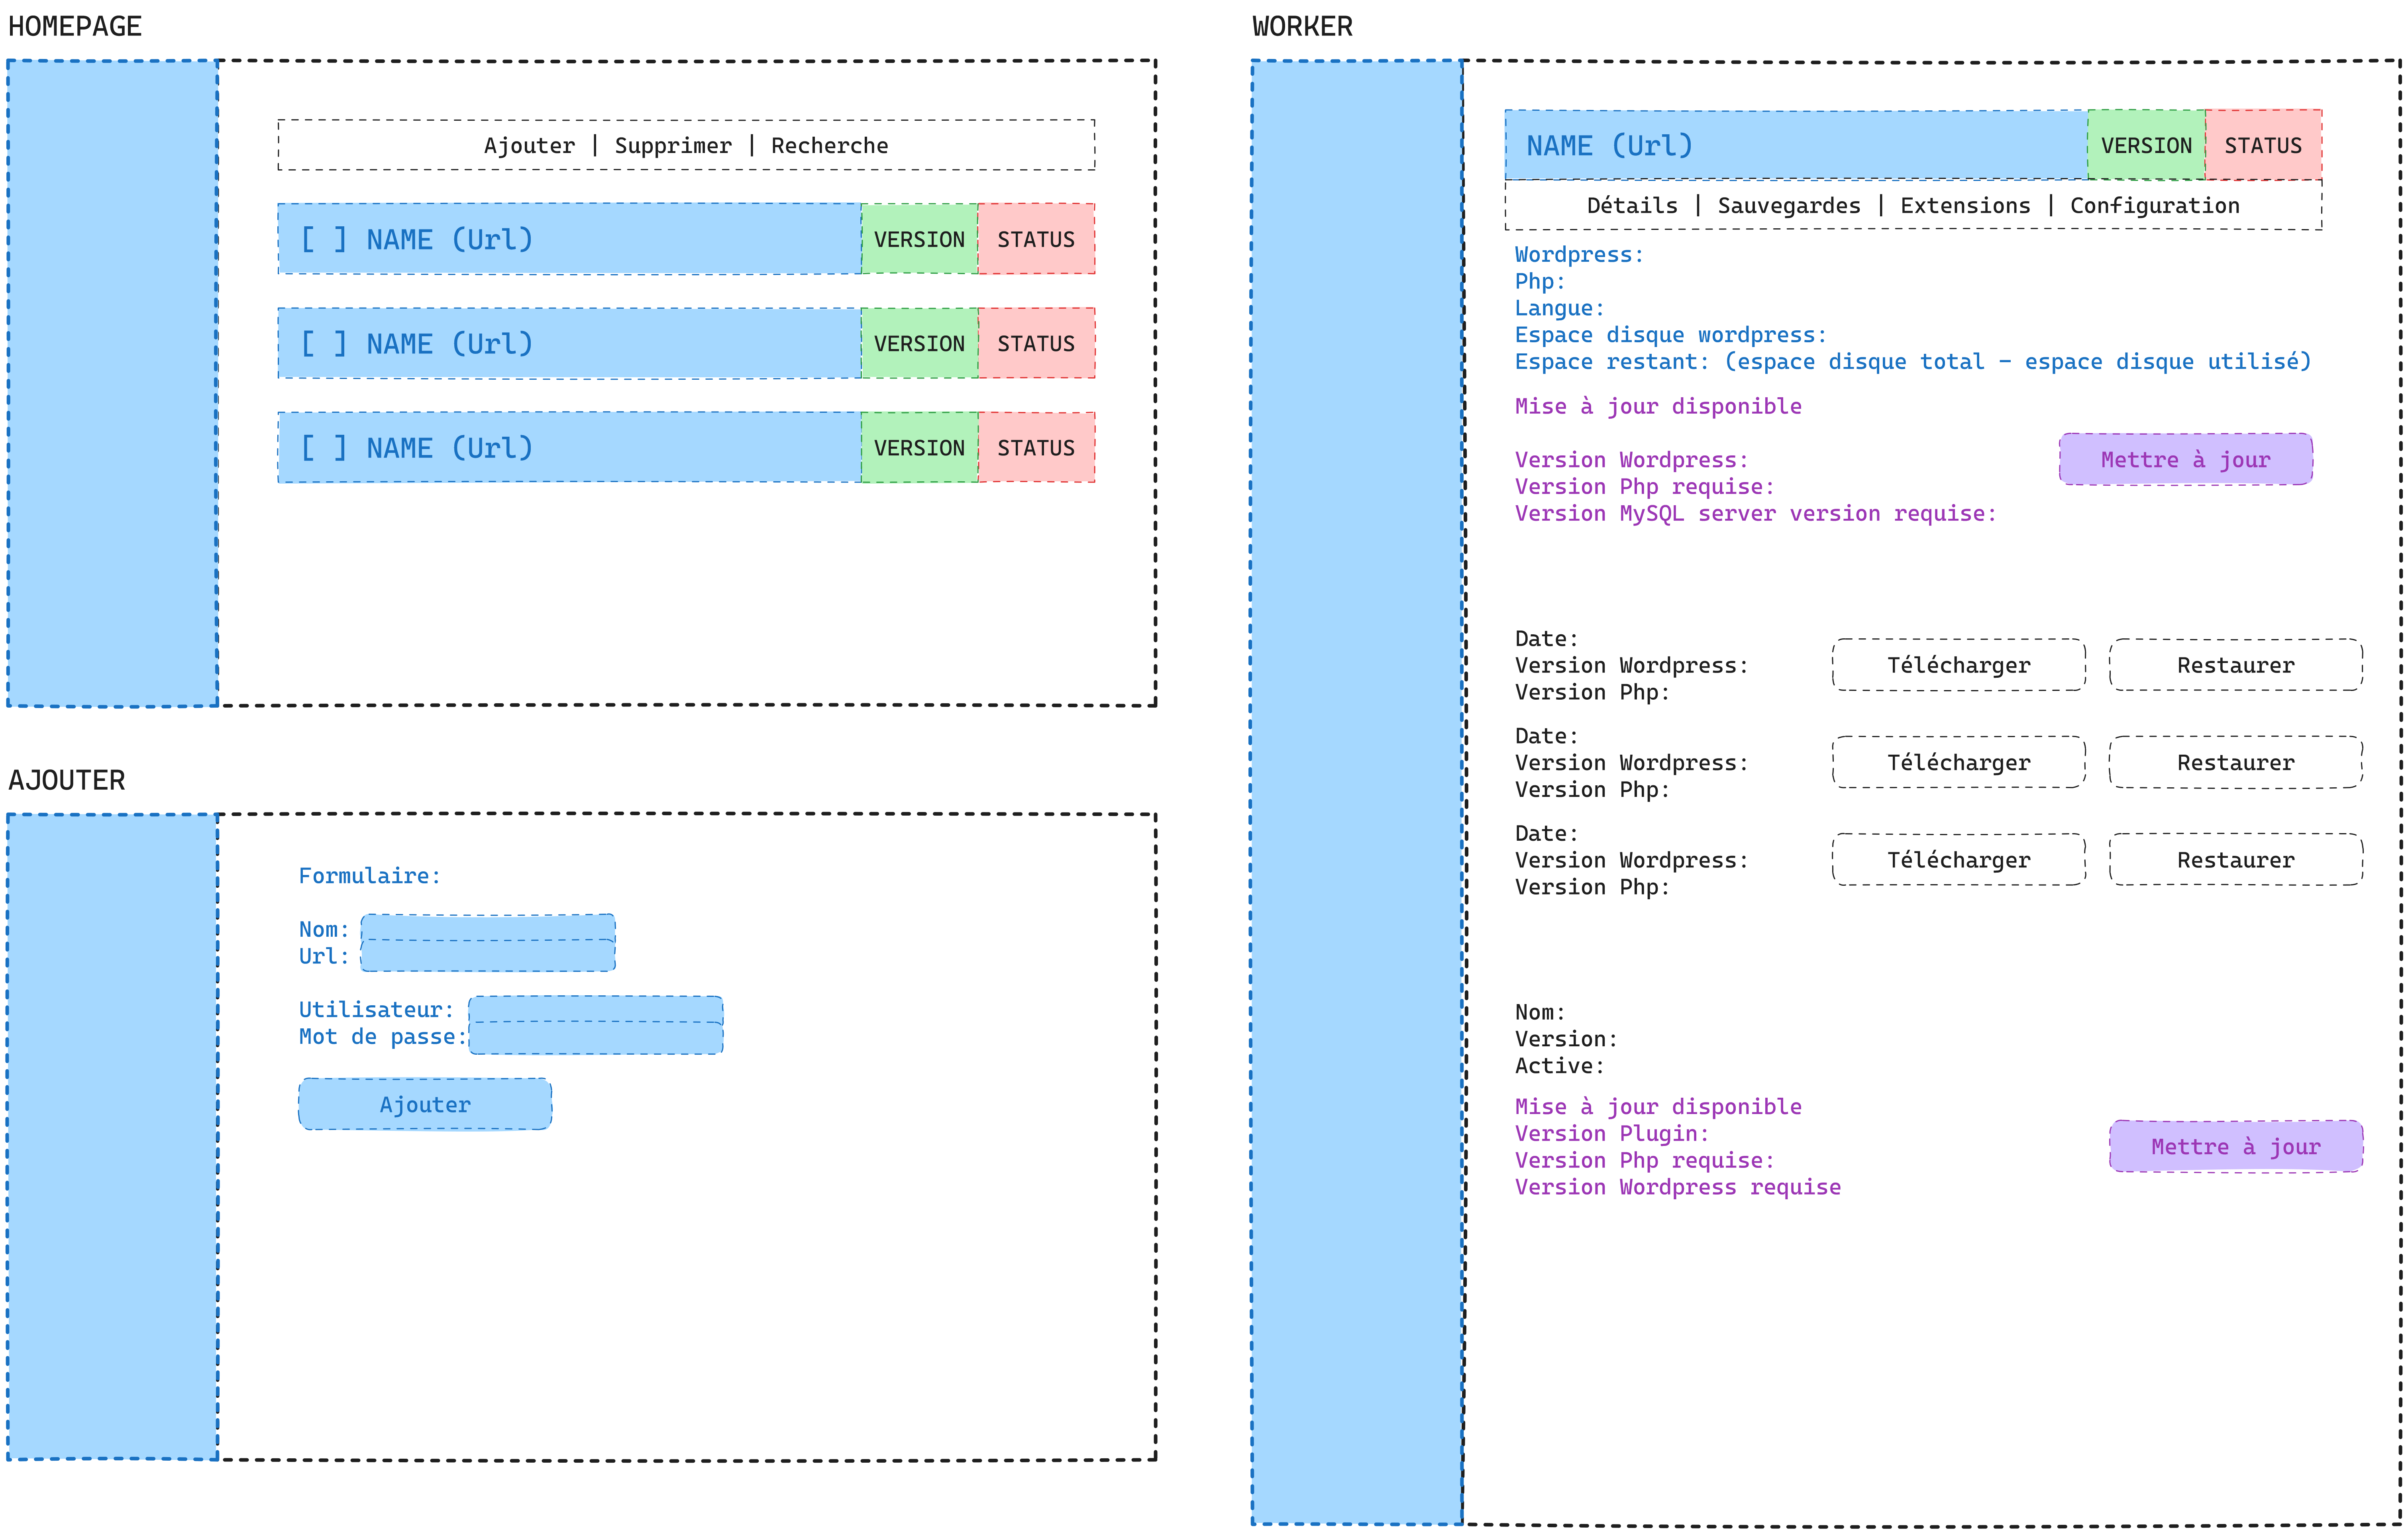 HOMEPAGE
Ajouter | Supprimer | Recherche
[ ] NAME (Url) VERSION STATUS
[ ] NAME (Url) VERSION STATUS
[ ] NAME (Url) VERSION STATUS
AJOUTER
Formulaire:
Nom:
Url:
Utilisateur:
Mot de passe:
Ajouter
WORKER
NAME (Url) VERSION STATUS
Détails | Sauvegardes | Extensions | Configuration
Wordpress:
Php:
Langue:
Espace disque wordpress:
Espace restant: (espace disque total - espace disque utilisé)
Mise à jour disponible
Version Wordpress:
Version Php requise:
Version MySQL server version requise:
Mettre à jour
Date:
Version Wordpress:
Version Php:
Télécharger
Restaurer
Date:
Version Wordpress:
Version Php:
Télécharger
Restaurer
Date:
Version Wordpress:
Version Php:
Télécharger
Restaurer
Nom:
Version:
Active:
Mise à jour disponible
Version Plugin:
Version Php requise:
Version Wordpress requise
Mettre à jour